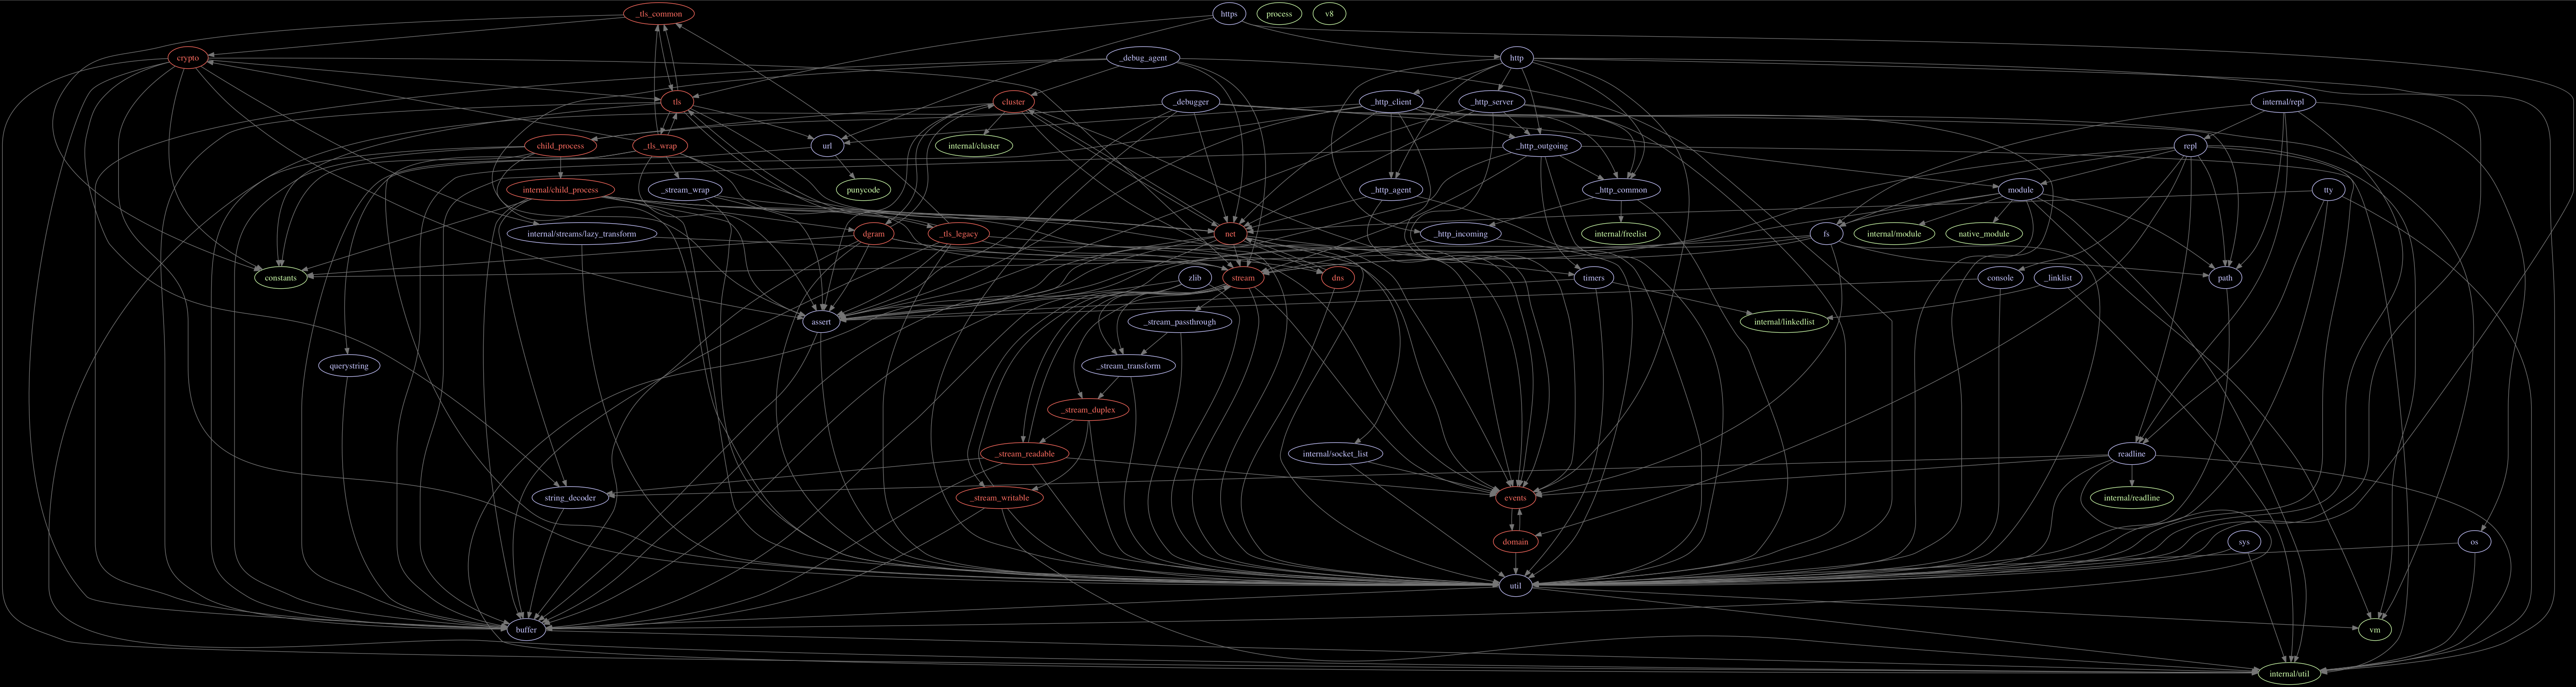 _tls_common
https
process
v8
crypto
_debug_agent
http
tls
cluster
_debugger
_http_client
_http_server
internal/repl
child_process
_tls_wrap
url
internal/cluster
_http_outgoing
repl
internal/child_process
_stream_wrap
punycode
_http_agent
_http_common
module
tty
internal/streams/lazy_transform
dgram
_tls_legacy
net
_http_incoming
internal/freelist
fs
internal/module
native_module
constants
zlib
stream
dns
timers
console
_linklist
path
assert
_stream_passthrough
internal/linkedlist
querystring
_stream_transform
_stream_duplex
_stream_readable
internal/socket_list
readline
string_decoder
_stream_writable
events
internal/readline
domain
sys
os
util
buffer
vm
internal/util